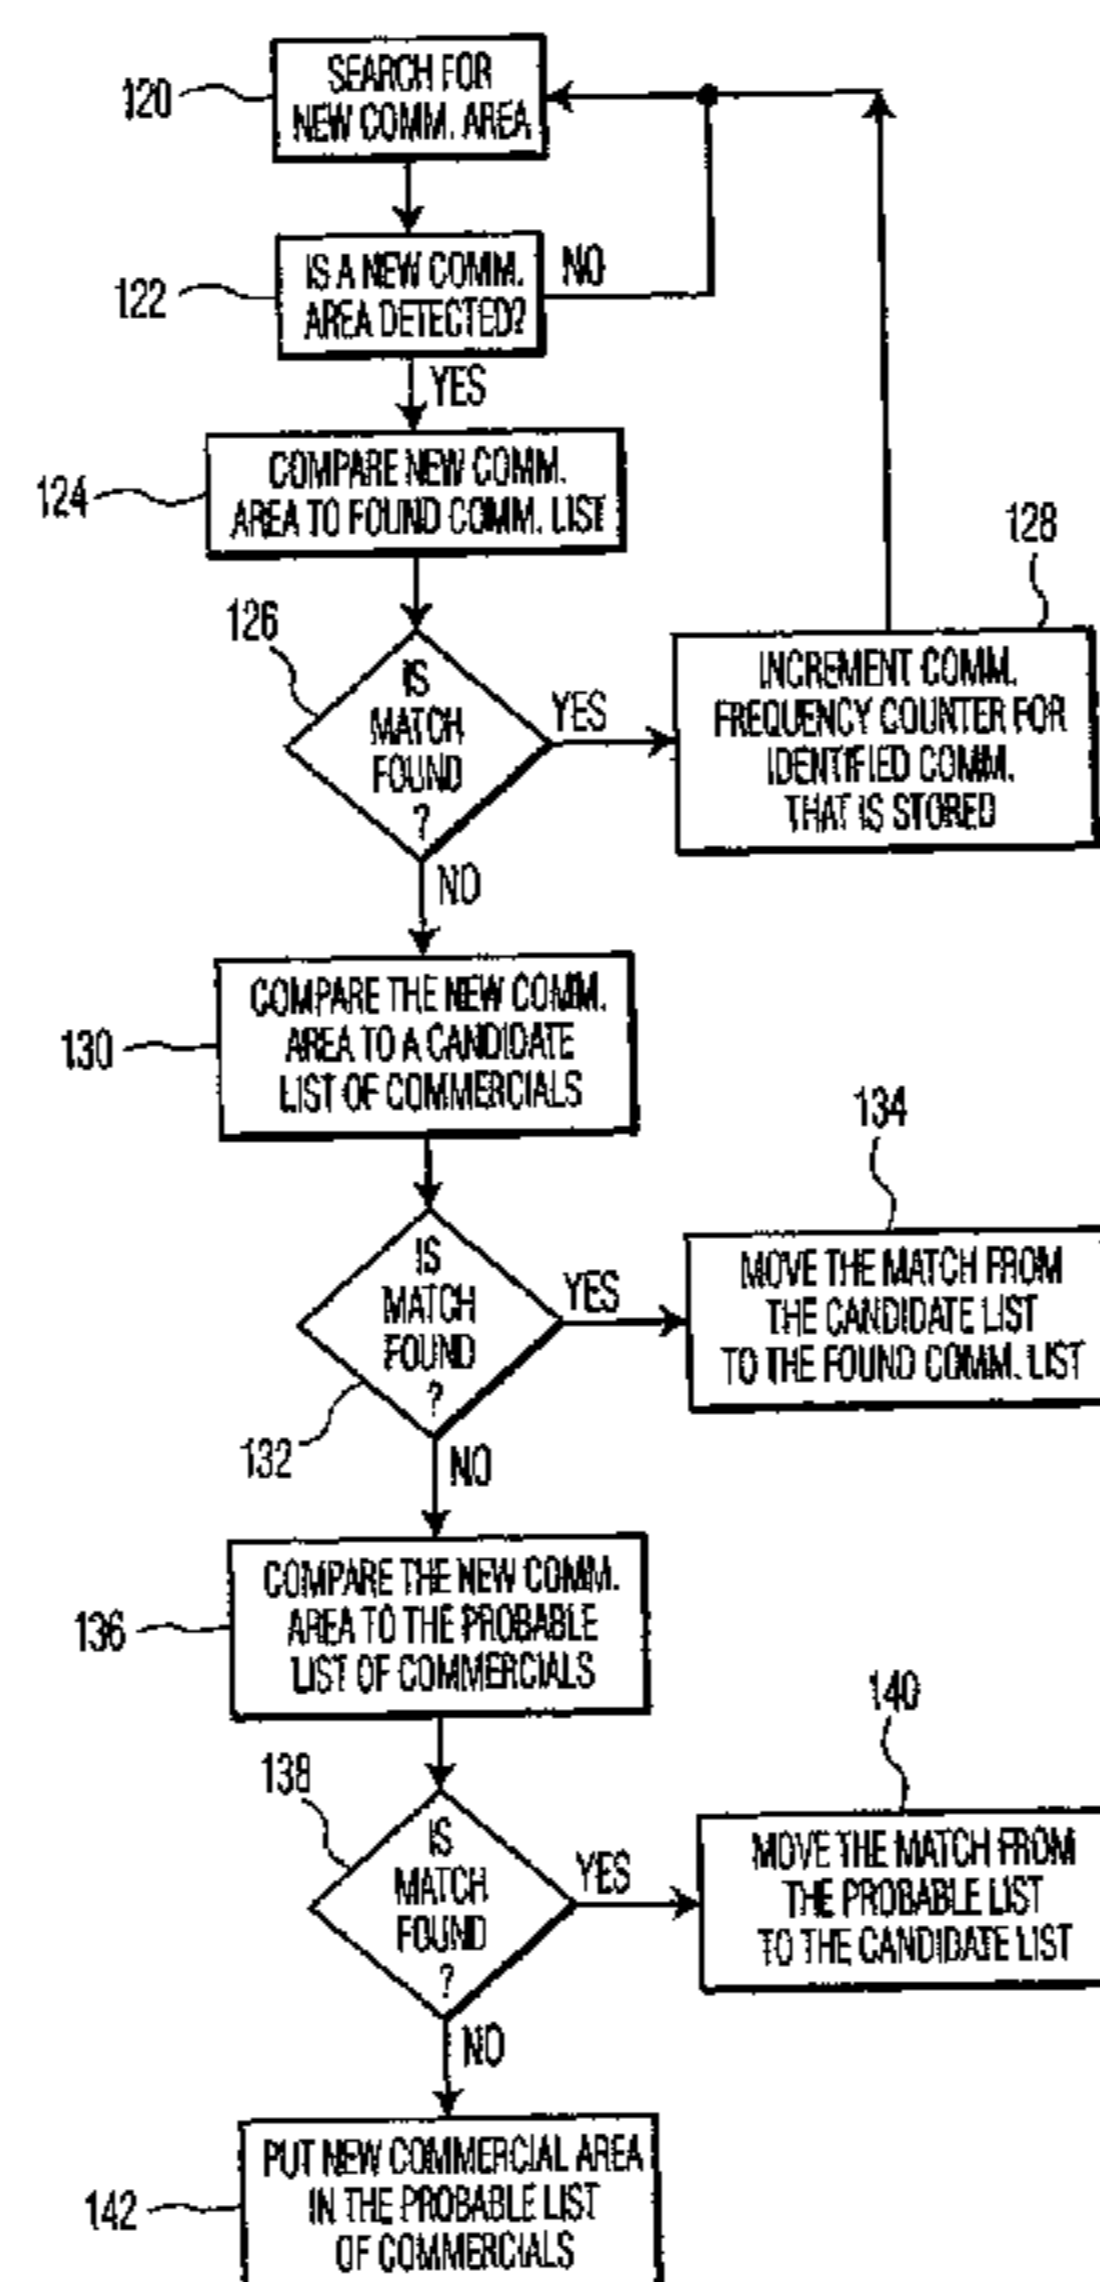 120
SEARCH FOR
NEW COMM. AREA
122
IS A NEW COMM.
AREA DETECTED?
NO
YES
124
COMPARE NEW COMM.
AREA TO FOUND COMM. LIST
126
IS
MATCH
FOUND
?
YES
NO
128
INCREMENT COMM.
FREQUENCY COUNTER FOR
IDENTIFIED COMM.
THAT IS STORED
130
COMPARE THE NEW COMM.
AREA TO A CANDIDATE
LIST OF COMMERCIALS
132
IS
MATCH
FOUND
?
YES
NO
134
MOVE THE MATCH FROM
THE CANDIDATE LIST
TO THE FOUND COMM. LIST
136
COMPARE THE NEW COMM.
AREA TO THE PROBABLE
LIST OF COMMERCIALS
138
IS
MATCH
FOUND
?
YES
NO
140
MOVE THE MATCH FROM
THE PROBABLE LIST
TO THE CANDIDATE LIST
142
PUT NEW COMMERCIAL AREA
IN THE PROBABLE LIST
OF COMMERCIALS